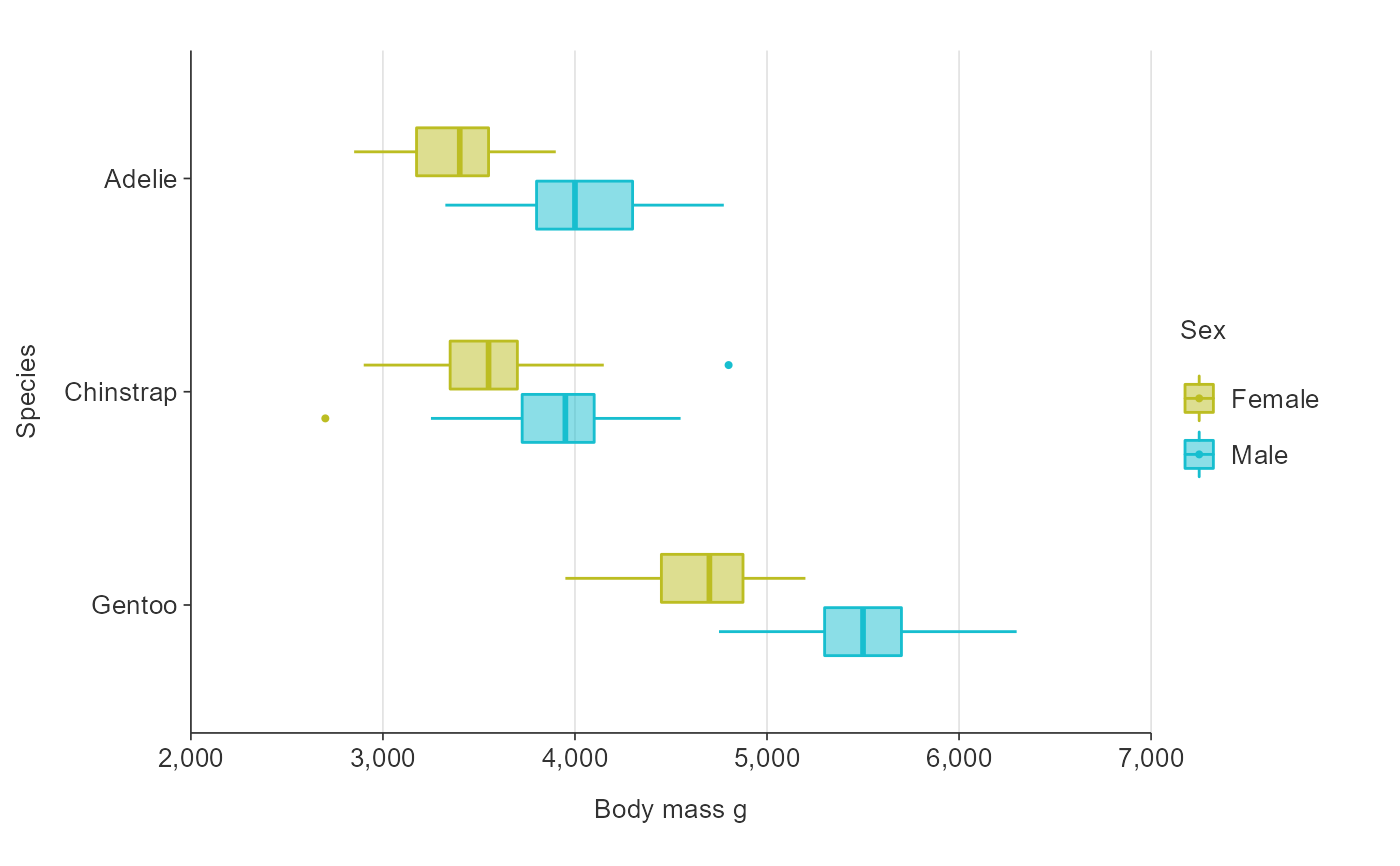 Species
Adelie
Chinstrap
Gentoo
2,000 3,000 4,000 5,000 6,000 7,000
Body mass g
Sex
Female
Male